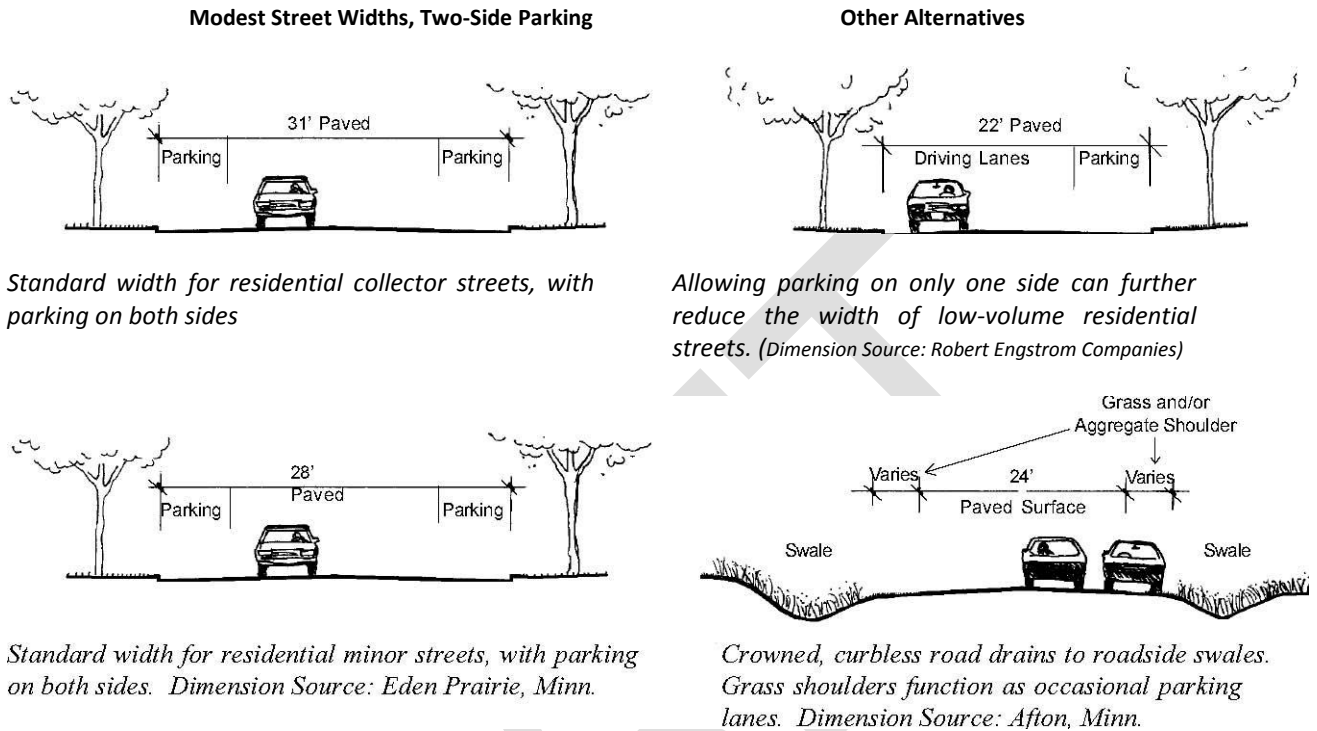 Modest Street Widths, Two-Side Parking
31' Paved
Parking
Parking
Standard width for residential collector streets, with
parking on both sides
28'
Paved
Parking
Parking
Standard width for residential minor streets, with parking
on both sides. Dimension Source: Eden Prairie, Minn.
Other Alternatives
22' Paved
Driving Lanes
Parking
Allowing parking on only one side can further
reduce the width of low-volume residential
streets. (Dimension Source: Robert Engstrom Companies)
Grass and/or
Aggregate Shoulder
Varies
24'
Varies
Paved Surface
Swale
Swale
Crowned, curbless road drains to roadside swales.
Grass shoulders function as occasional parking
lanes. Dimension Source: Afton, Minn.